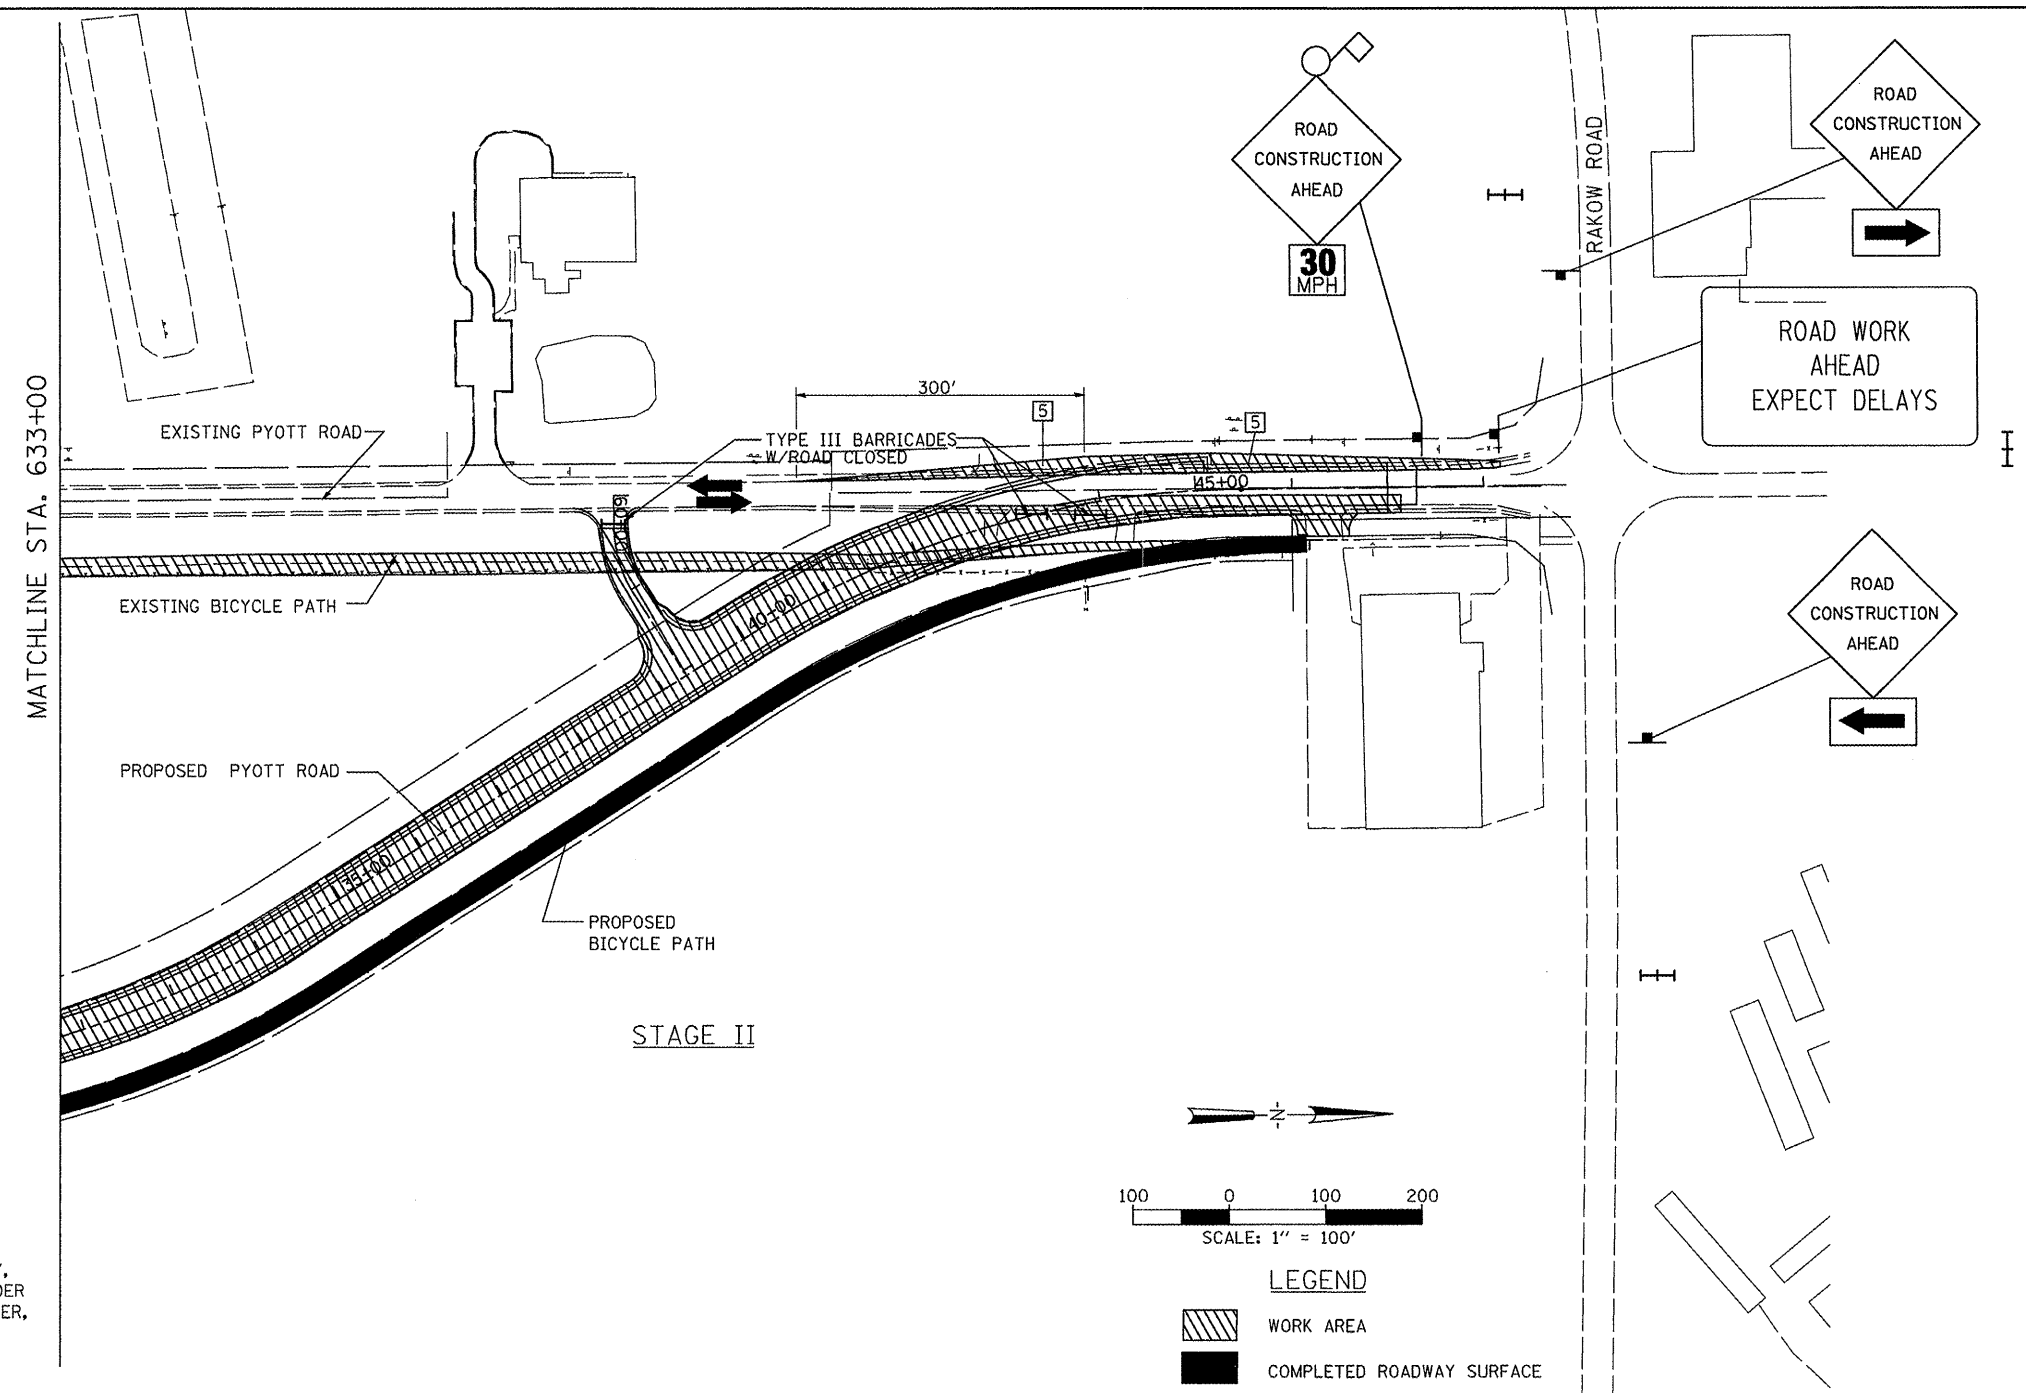 ROAD
CONSTRUCTION
AHEAD
30
MPH
RAKOW ROAD
ROAD
CONSTRUCTION
AHEAD
ROAD WORK
AHEAD
EXPECT DELAYS
MATCHLINE STA. 633+00
EXISTING PYOTT ROAD
300'
5
5
TYPE III BARRICADES
W/ROAD CLOSED
45+00
EXISTING BICYCLE PATH
40+00
ROAD
CONSTRUCTION
AHEAD
PROPOSED PYOTT ROAD
35+00
PROPOSED
BICYCLE PATH
STAGE II
N
100 0 100 200
SCALE: 1" = 100'
LEGEND
WORK AREA
COMPLETED ROADWAY SURFACE